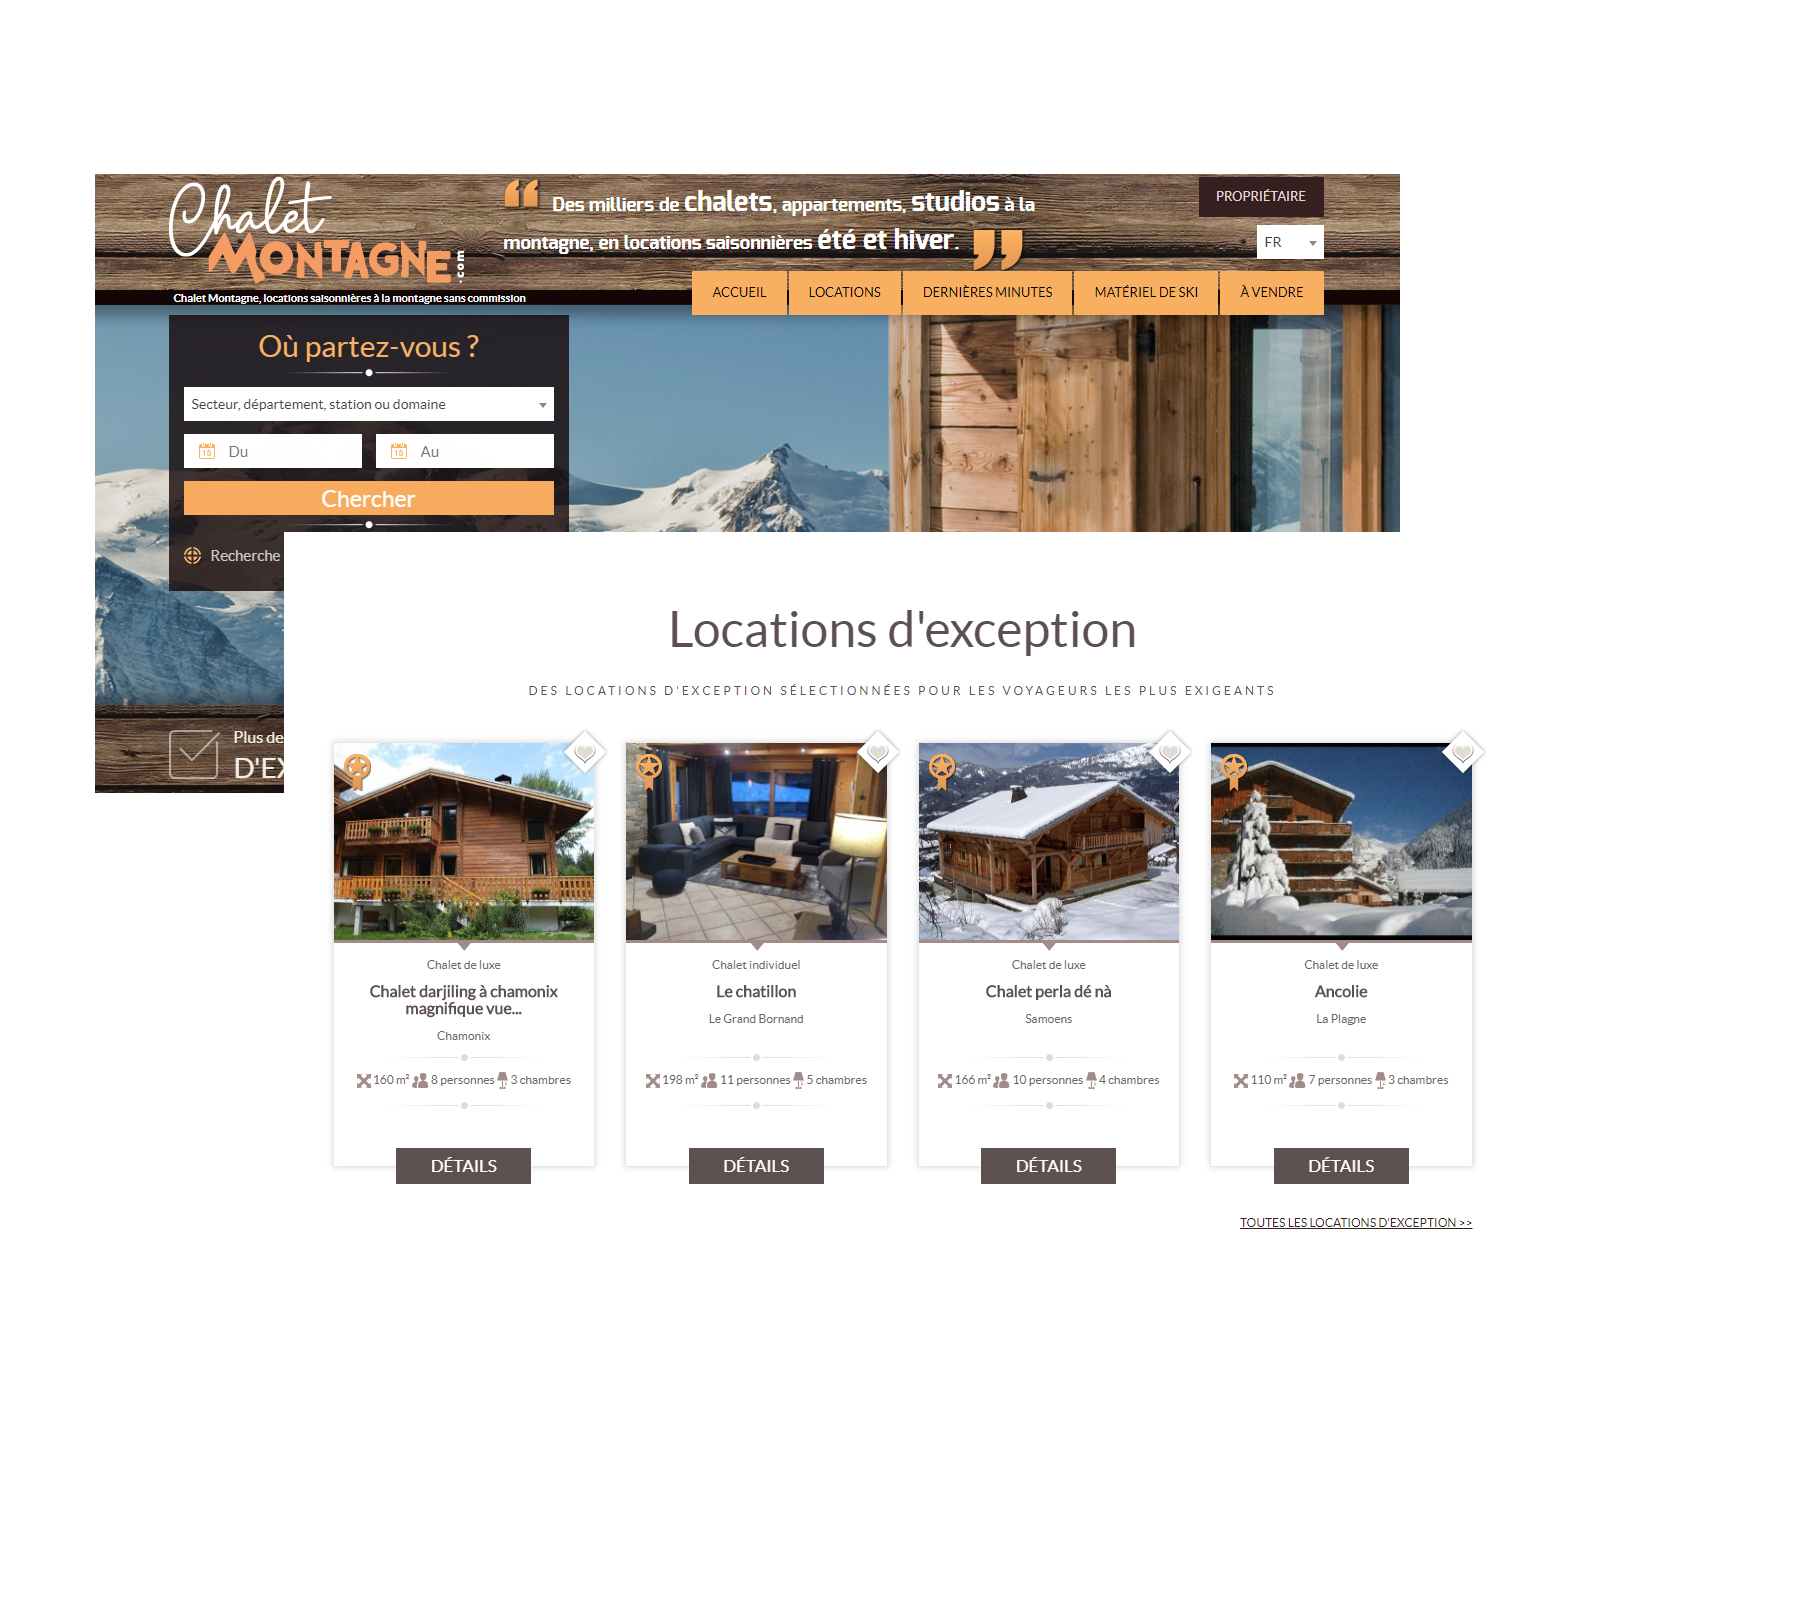 Chalet
MONTAGNE.com
Chalet Montagne, locations saisonnières à la montagne sans commission
“ Des milliers de chalets, appartements, studios à la
montagne, en locations saisonnières été et hiver. ”
PROPRIÉTAIRE
FR
ACCUEIL LOCATIONS DERNIÈRES MINUTES MATÉRIEL DE SKI À VENDRE
Où partez-vous ?
Secteur, département, station ou domaine
15 Du 15 Au
Chercher
Recherche
Plus de
D'EX
Locations d'exception
DES LOCATIONS D'EXCEPTION SÉLECTIONNÉES POUR LES VOYAGEURS LES PLUS EXIGEANTS
Chalet de luxe
Chalet darjiling à chamonix
magnifique vue...
Chamonix
160 m² 8 personnes 3 chambres
DÉTAILS
Chalet individuel
Le chatillon
Le Grand Bornand
198 m² 11 personnes 5 chambres
DÉTAILS
Chalet de luxe
Chalet perla dé nà
Samoens
166 m² 10 personnes 4 chambres
DÉTAILS
Chalet de luxe
Ancolie
La Plagne
110 m² 7 personnes 3 chambres
DÉTAILS
TOUTES LES LOCATIONS D'EXCEPTION >>